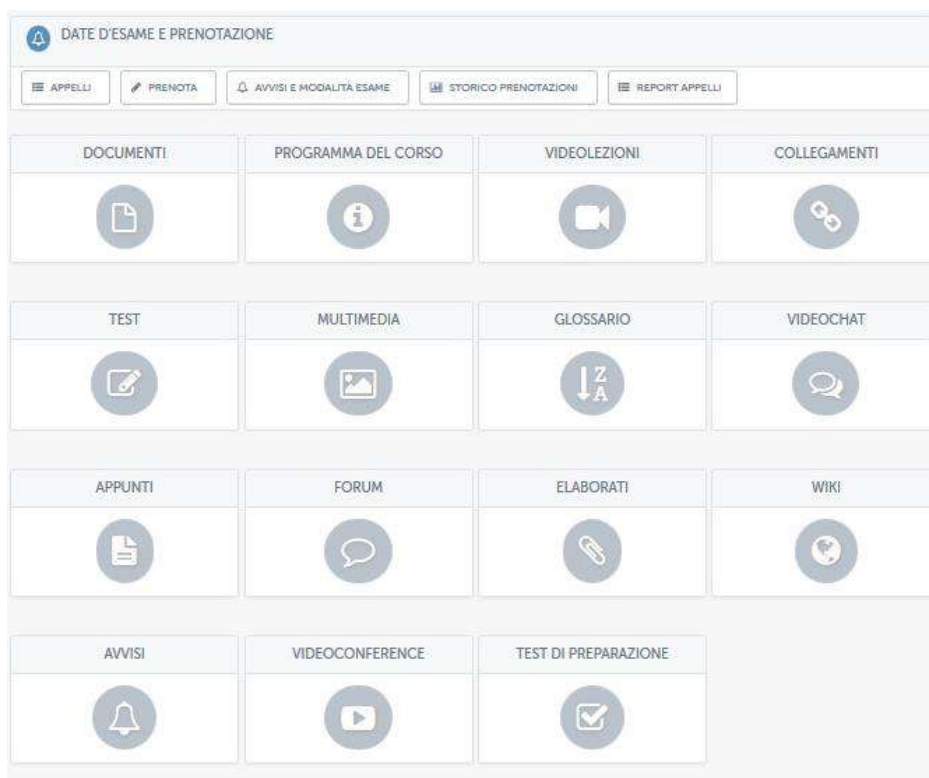 DATE D'ESAME E PRENOTAZIONE
APPELLI PRENOTA AVVISI E MODALITÀ ESAME STORICO PRENOTAZIONI REPORT APPELLI
DOCUMENTI PROGRAMMA DEL CORSO VIDEOLEZIONI COLLEGAMENTI
TEST MULTIMEDIA GLOSSARIO VIDEOCHAT
Z
A
APPUNTI FORUM ELABORATI WIKI
AVVISI VIDEOCONFERENCE TEST DI PREPARAZIONE